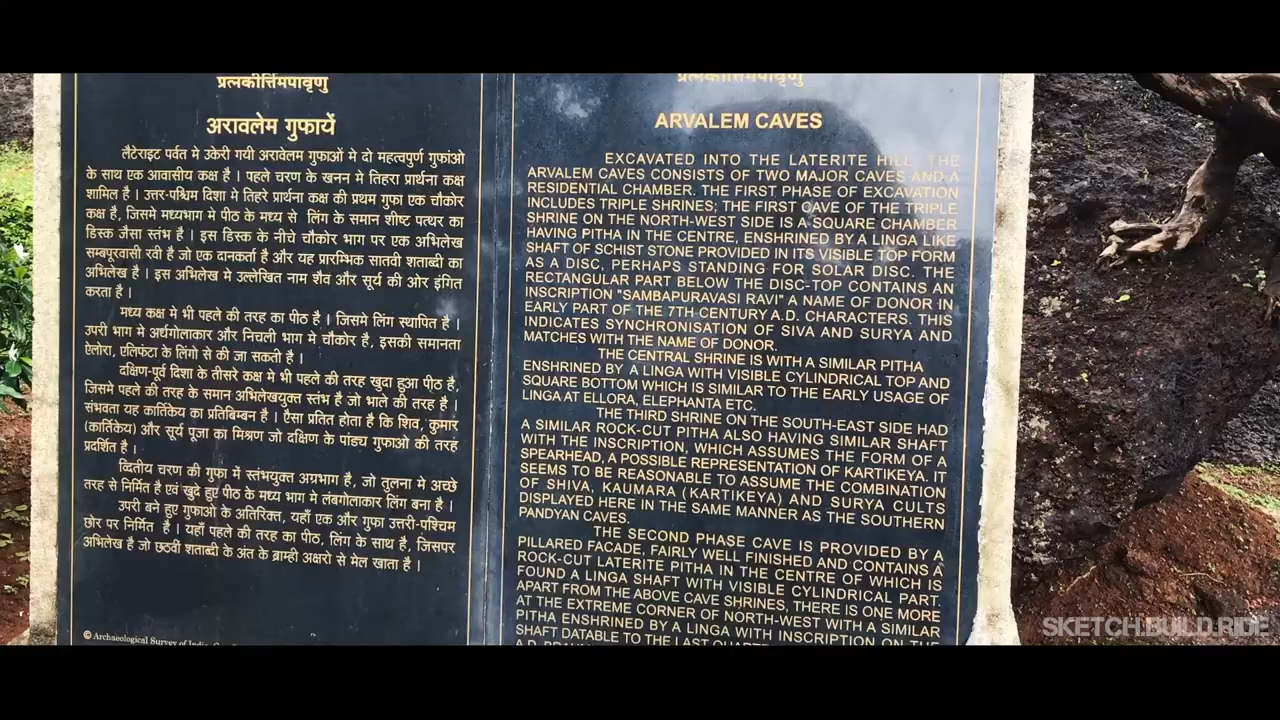 प्रत्नकीर्तिमपावृणु
अरावलेम गुफायें
लैटेराइट पर्वत मे उकेरी गयी अरावेलम गुफाओं मे दो महत्वपुर्ण गुफांओ
के साथ एक आवासीय कक्ष है । पहले चरण के खनन मे तिहरा प्रार्थना कक्ष
शामिल है । उत्तर-पश्चिम दिशा मे तिहरे प्रार्थना कक्ष की प्रथम गुफा एक चौकोर
कक्ष है, जिसमे मध्यभाग मे पीठ के मध्य से लिंग के समान शीष्ट पत्थर का
डिस्क जैसा स्तंभ है । इस डिस्क के नीचे चौकोर भाग पर एक अभिलेख
सम्बपूरवासी रवी है जो एक दानकर्ता है और यह प्रारम्भिक सातवी शताब्दी का
अभिलेख है । इस अभिलेख मे उल्लेखित नाम शैव और सूर्य की ओर इंगित
करता है ।
मध्य कक्ष मे भी पहले की तरह का पीठ है । जिसमे लिंग स्थापित है ।
उपरी भाग मे अर्धगोलाकार और निचली भाग मे चौकोर है, इसकी समानता
ऐलोरा, एलिफंटा के लिंगो से की जा सकती है ।
दक्षिण-पूर्व दिशा के तीसरे कक्ष मे भी पहले की तरह खुदा हुआ पीठ है,
जिसमे पहले की तरह के समान अभिलेखयुक्त स्तंभ है जो भाले की तरह है ।
संभवता यह कार्तिकेय का प्रतिबिम्बन है । ऐसा प्रतित होता है कि शिव, कुमार
(कार्तिकेय) और सूर्य पूजा का मिश्रण जो दक्षिण के पांड्य गुफाओ की तरह
प्रदर्शित है ।
द्वितीय चरण की गुफा में स्तंभयुक्त अग्रभाग है, जो तुलना मे अच्छे
तरह से निर्मित है एवं खुदे हुए पीठ के मध्य भाग मे लंबगोलाकार लिंग बना है ।
उपरी बने हुए गुफाओ के अतिरिक्त, यहाँ एक और गुफा उत्तरी-पश्चिम
छोर पर निर्मित है । यहाँ पहले की तरह का पीठ, लिंग के साथ है, जिसपर
अभिलेख है जो छठवी शताब्दी के अंत के ब्राम्ही अक्षरो से मेल खाता है ।
© Archaeological Survey of India,
प्रत्नकीर्तिमपावृणु
ARVALEM CAVES
EXCAVATED INTO THE LATERITE HILL, THE
ARVALEM CAVES CONSISTS OF TWO MAJOR CAVES AND A
RESIDENTIAL CHAMBER. THE FIRST PHASE OF EXCAVATION
INCLUDES TRIPLE SHRINES; THE FIRST CAVE OF THE TRIPLE
SHRINE ON THE NORTH-WEST SIDE IS A SQUARE CHAMBER
HAVING PITHA IN THE CENTRE, ENSHRINED BY A LINGA LIKE
SHAFT OF SCHIST STONE PROVIDED IN ITS VISIBLE TOP FORM
AS A DISC, PERHAPS STANDING FOR SOLAR DISC. THE
RECTANGULAR PART BELOW THE DISC-TOP CONTAINS AN
INSCRIPTION "SAMBAPURAVASI RAVI" A NAME OF DONOR IN
EARLY PART OF THE 7TH CENTURY A.D. CHARACTERS. THIS
INDICATES SYNCHRONISATION OF SIVA AND SURYA AND
MATCHES WITH THE NAME OF DONOR.
THE CENTRAL SHRINE IS WITH A SIMILAR PITHA
ENSHRINED BY A LINGA WITH VISIBLE CYLINDRICAL TOP AND
SQUARE BOTTOM WHICH IS SIMILAR TO THE EARLY USAGE OF
LINGA AT ELLORA, ELEPHANTA ETC.
THE THIRD SHRINE ON THE SOUTH-EAST SIDE HAD
A SIMILAR ROCK-CUT PITHA ALSO HAVING SIMILAR SHAFT
WITH THE INSCRIPTION, WHICH ASSUMES THE FORM OF A
SPEARHEAD, A POSSIBLE REPRESENTATION OF KARTIKEYA. IT
SEEMS TO BE REASONABLE TO ASSUME THE COMBINATION
OF SHIVA, KAUMARA (KARTIKEYA) AND SURYA CULTS
DISPLAYED HERE IN THE SAME MANNER AS THE SOUTHERN
PANDYAN CAVES.
THE SECOND PHASE CAVE IS PROVIDED BY A
PILLARED FACADE, FAIRLY WELL FINISHED AND CONTAINS A
ROCK-CUT LATERITE PITHA IN THE CENTRE OF WHICH IS
FOUND A LINGA SHAFT WITH VISIBLE CYLINDRICAL PART.
APART FROM THE ABOVE CAVE SHRINES, THERE IS ONE MORE
AT THE EXTREME CORNER OF NORTH-WEST WITH A SIMILAR
PITHA ENSHRINED BY A LINGA WITH INSCRIPTION ON THE
SHAFT DATABLE TO THE LAST
SKETCH.BUILD.RIDE